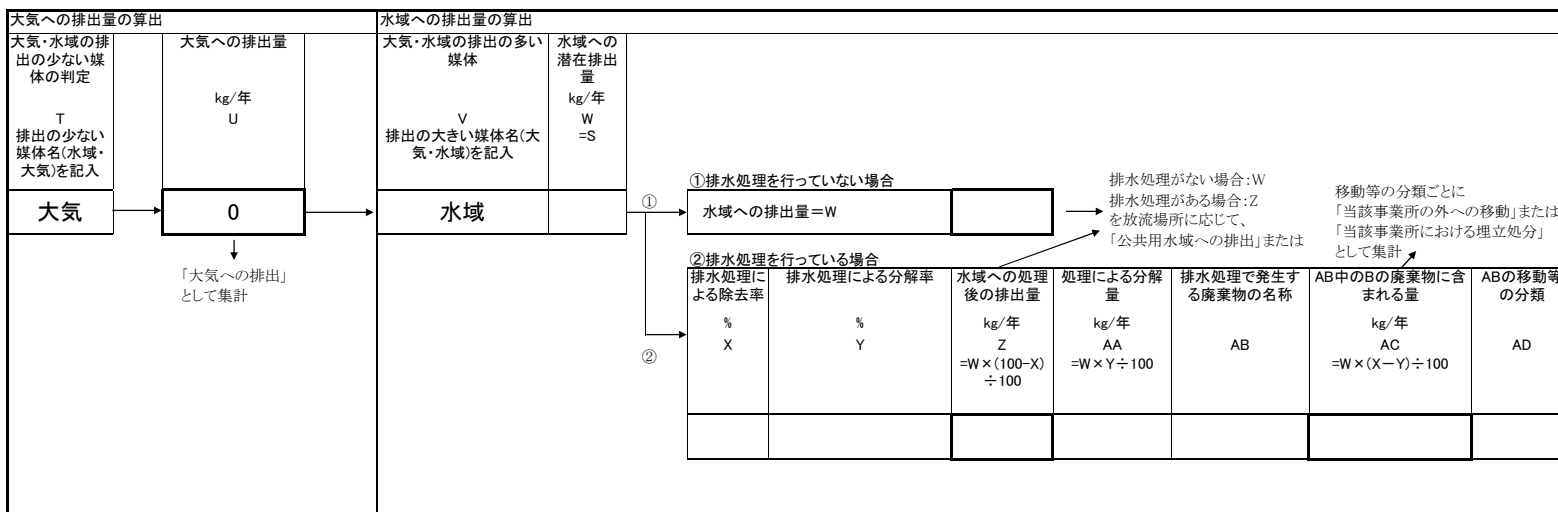 大気への排出量の算出
水域への排出量の算出
大気・水域の排
出の少ない媒
体の判定
T
排出の少ない
媒体名(水域・
大気)を記入
大気への排出量
kg/年
U
大気・水域の排出の多い
媒体
V
排出の大きい媒体名(大
気・水域)を記入
水域への
潜在排出
量
kg/年
W
=S
大気
0
水域
「大気への排出」
として集計
①
②
①排水処理を行っていない場合
水域への排出量=W
排水処理がない場合:W
排水処理がある場合:Z
を放流場所に応じて、
「公共用水域への排出」または
移動等の分類ごとに
「当該事業所の外への移動」または
「当該事業所における埋立処分」
として集計
②排水処理を行っている場合
排水処理に
よる除去率
%
X
排水処理による分解率
%
Y
水域への処理
後の排出量
kg/年
Z
=W×(100-X)
÷100
処理による分解
量
kg/年
AA
=W×Y÷100
排水処理で発生す
る廃棄物の名称
AB
AB中のBの廃棄物に含
まれる量
kg/年
AC
=W×(X-Y)÷100
ABの移動等
の分類
AD